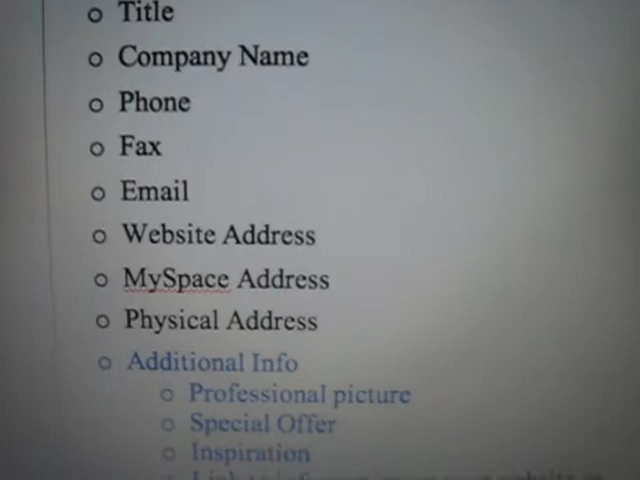 Title
Company Name
Phone
Fax
Email
Website Address
MySpace Address
Physical Address
Additional Info
Professional picture
Special Offer
Inspiration